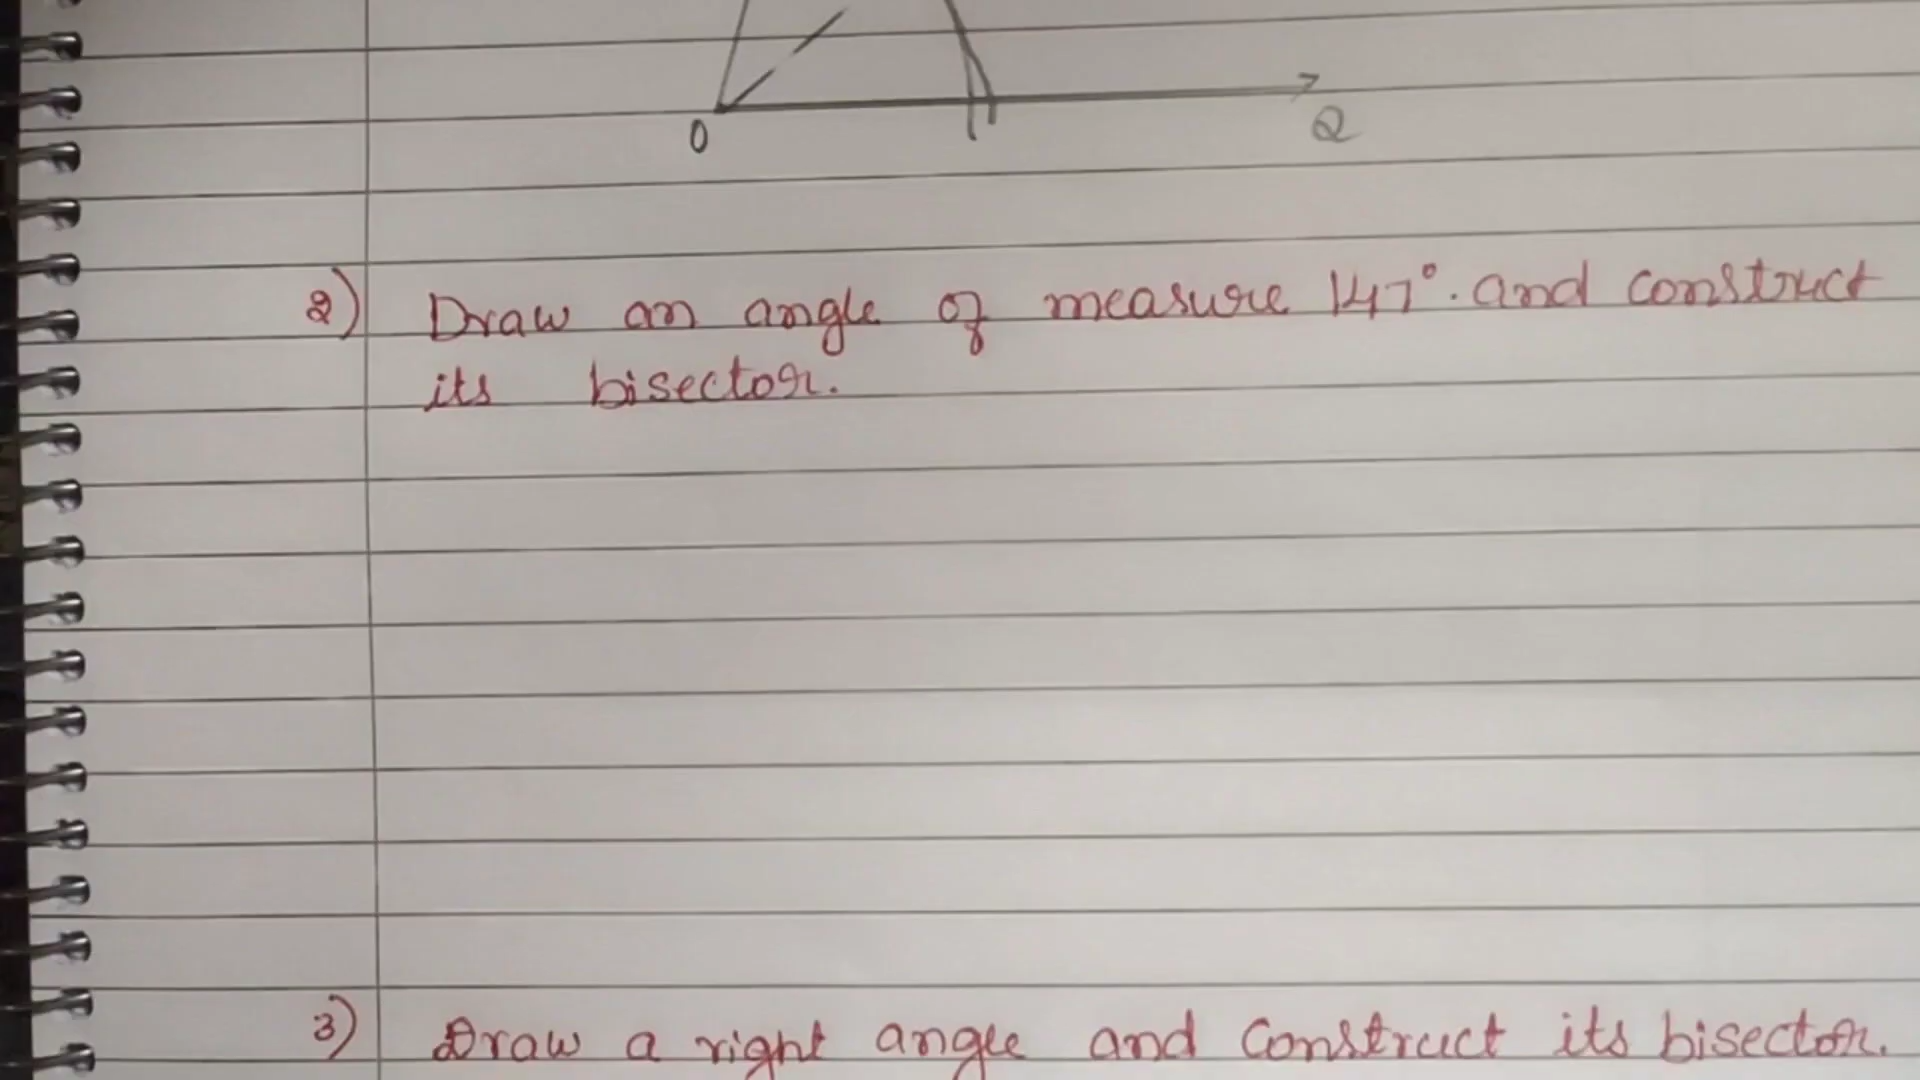 O
Q
2) Draw an angle of measure 147°. and construct
its bisector.
3) Draw a right angle and construct its bisector.